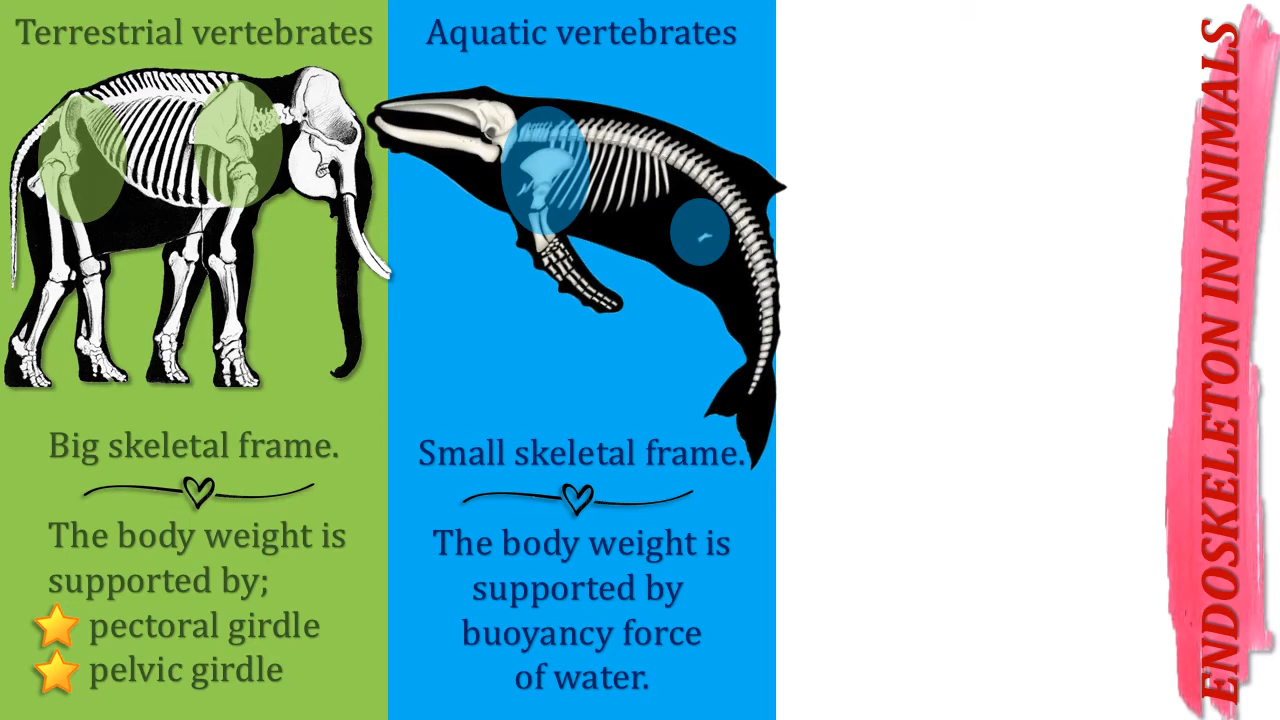 Terrestrial vertebrates
Big skeletal frame.
The body weight is
supported by;
pectoral girdle
pelvic girdle
Aquatic vertebrates
Small skeletal frame.
The body weight is
supported by
buoyancy force
of water.
ENDOSKELETON IN ANIMALS